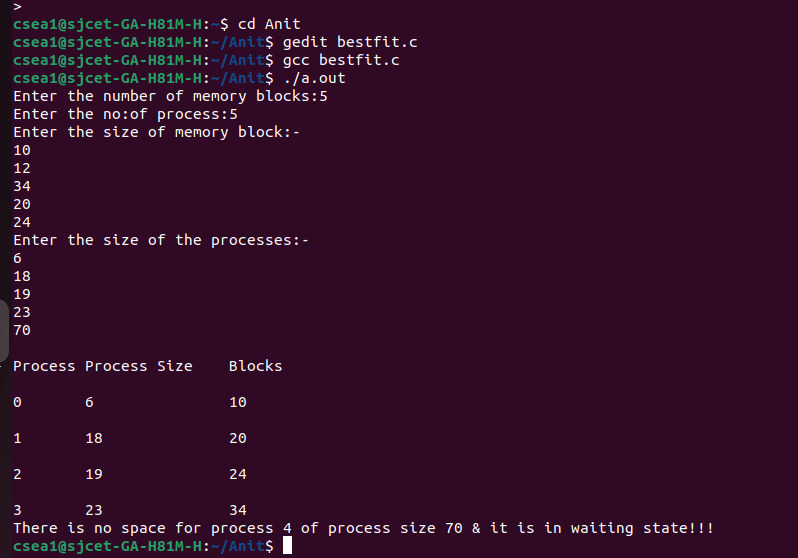 >
csea1@sjcet-GA-H81M-H:~$ cd Anit
csea1@sjcet-GA-H81M-H:~/Anit$ gedit bestfit.c
csea1@sjcet-GA-H81M-H:~/Anit$ gcc bestfit.c
csea1@sjcet-GA-H81M-H:~/Anit$ ./a.out
Enter the number of memory blocks:5
Enter the no:of process:5
Enter the size of memory block:-
10
12
34
20
24
Enter the size of the processes:-
6
18
19
23
70
Process Process Size    Blocks
0       6               10
1       18              20
2       19              24
3       23              34
There is no space for process 4 of process size 70 & it is in waiting state!!!
csea1@sjcet-GA-H81M-H:~/Anit$